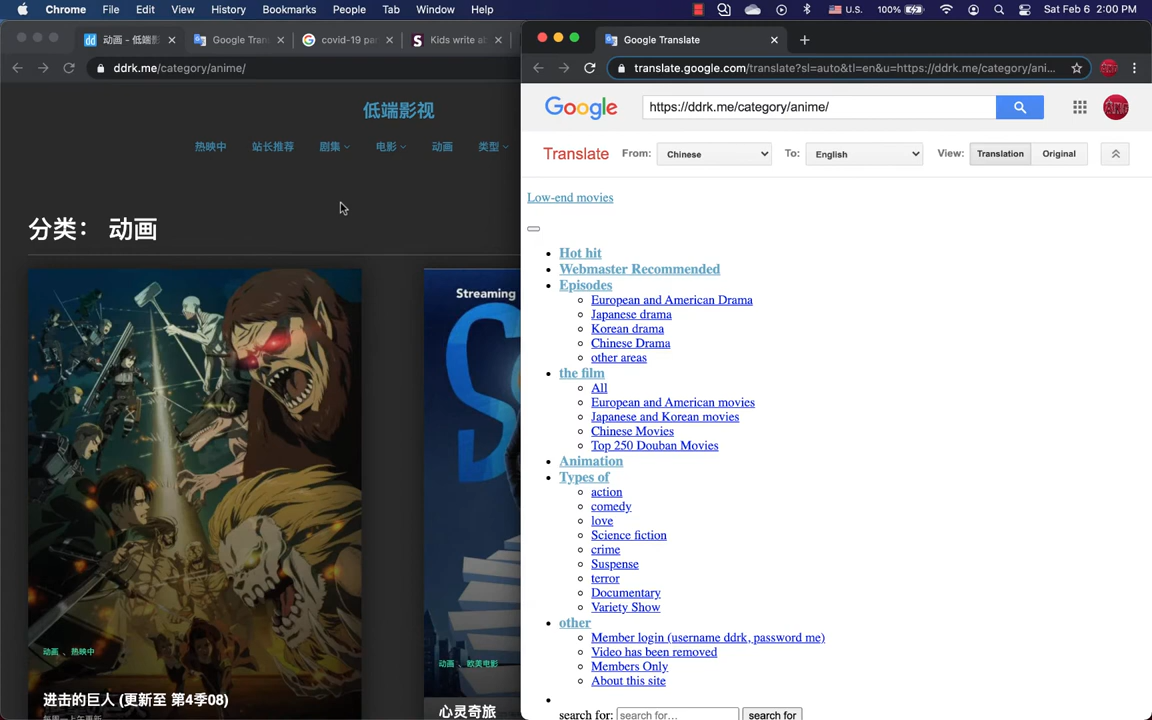 Chrome File Edit View History Bookmarks People Tab Window Help U.S. 100% Sat Feb 6 2:00 PM
动画 - 低端影 Google Tran covid-19 pa Kids write a
ddrk.me/category/anime/
低端影视
热映中 站长推荐 剧集 电影 动画 类型
分类： 动画
动画 、 热映中
进击的巨人 (更新至 第4季08)
Streaming
动画 、 欧美电影
心灵奇旅
Google Translate
translate.google.com/translate?sl=auto&tl=en&u=https://ddrk.me/category/ani...
Google https://ddrk.me/category/anime/
Translate From: Chinese To: English View: Translation Original
Low-end movies
Hot hit
Webmaster Recommended
Episodes
European and American Drama
Japanese drama
Korean drama
Chinese Drama
other areas
the film
All
European and American movies
Japanese and Korean movies
Chinese Movies
Top 250 Douban Movies
Animation
Types of
action
comedy
love
Science fiction
crime
Suspense
terror
Documentary
Variety Show
other
Member login (username ddrk, password me)
Video has been removed
Members Only
About this site
search for: search for... search for